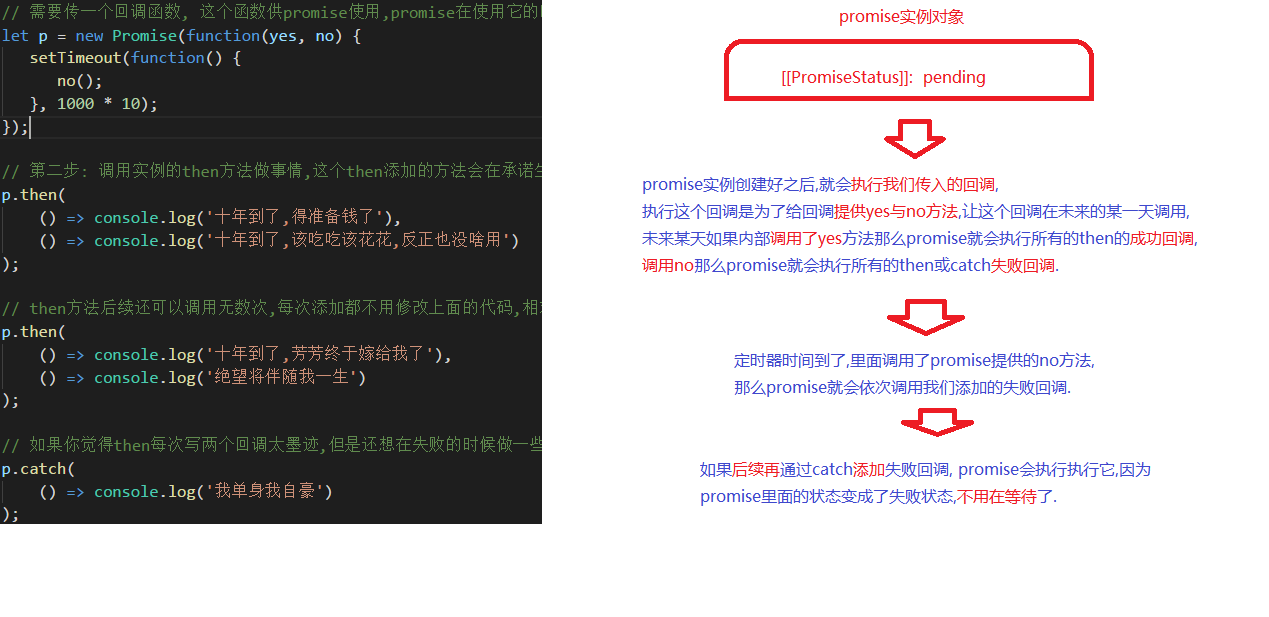 // 需要传一个回调函数, 这个函数供promise使用,promise在使用它的
let p = new Promise(function(yes, no) {
setTimeout(function() {
no();
}, 1000 * 10);
});
// 第二步: 调用实例的then方法做事情,这个then添加的方法会在承诺
p.then(
() => console.log('十年到了,得准备钱了'),
() => console.log('十年到了,该吃吃该花花,反正也没啥用')
);
// then方法后续还可以调用无数次,每次添加都不用修改上面的代码,相
p.then(
() => console.log('十年到了,芳芳终于嫁给我了'),
() => console.log('绝望将伴随我一生')
);
// 如果你觉得then每次写两个回调太墨迹,但是还想在失败的时候做一些
p.catch(
() => console.log('我单身我自豪')
);
promise实例对象
[[PromiseStatus]]: pending
promise实例创建好之后,就会执行我们传入的回调,
执行这个回调是为了给回调提供yes与no方法,让这个回调在未来的某一天调用,
未来某天如果内部调用了yes方法那么promise就会执行所有的then的成功回调,
调用no那么promise就会执行所有的then或catch失败回调.
定时器时间到了,里面调用了promise提供的no方法,
那么promise就会依次调用我们添加的失败回调.
如果后续再通过catch添加失败回调, promise会执行执行它,因为
promise里面的状态变成了失败状态,不用在等待了.